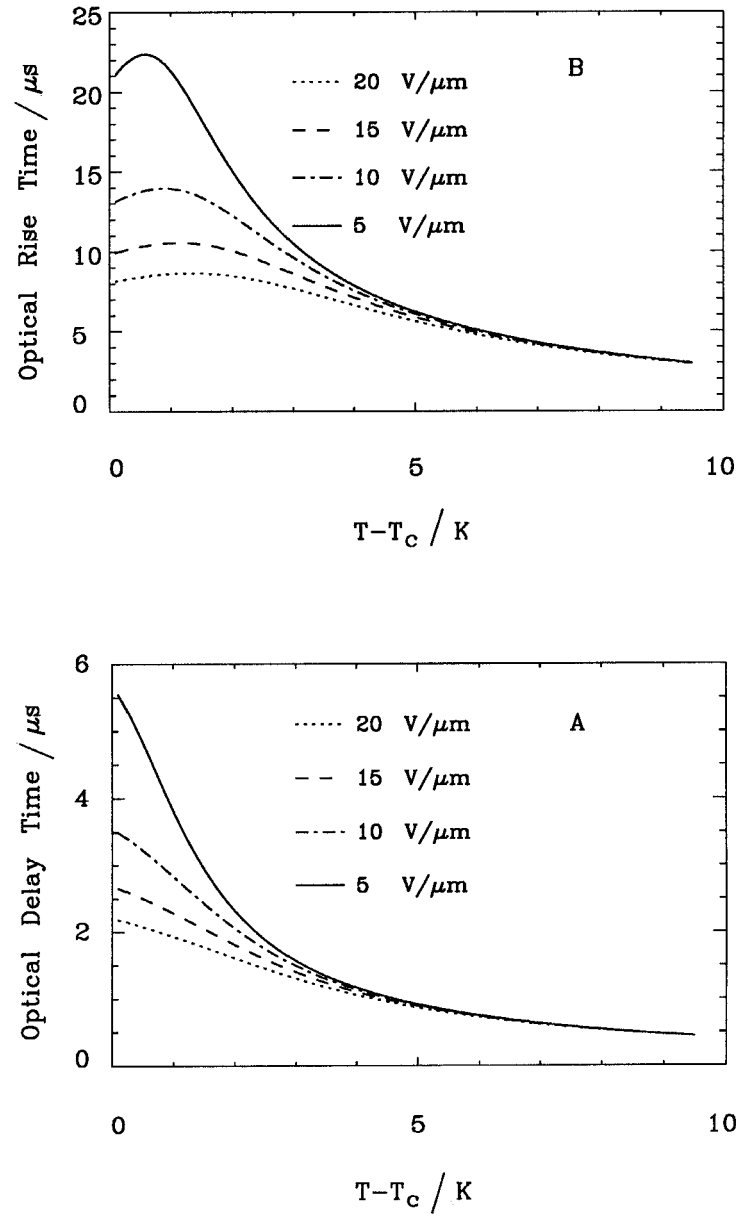 25
20
15
10
5
0
Optical Rise Time / μs
B
20 V/μm
15 V/μm
10 V/μm
5 V/μm
0 5 10
T−Tc / K
6
4
2
0
Optical Delay Time / μs
A
20 V/μm
15 V/μm
10 V/μm
5 V/μm
0 5 10
T−Tc / K